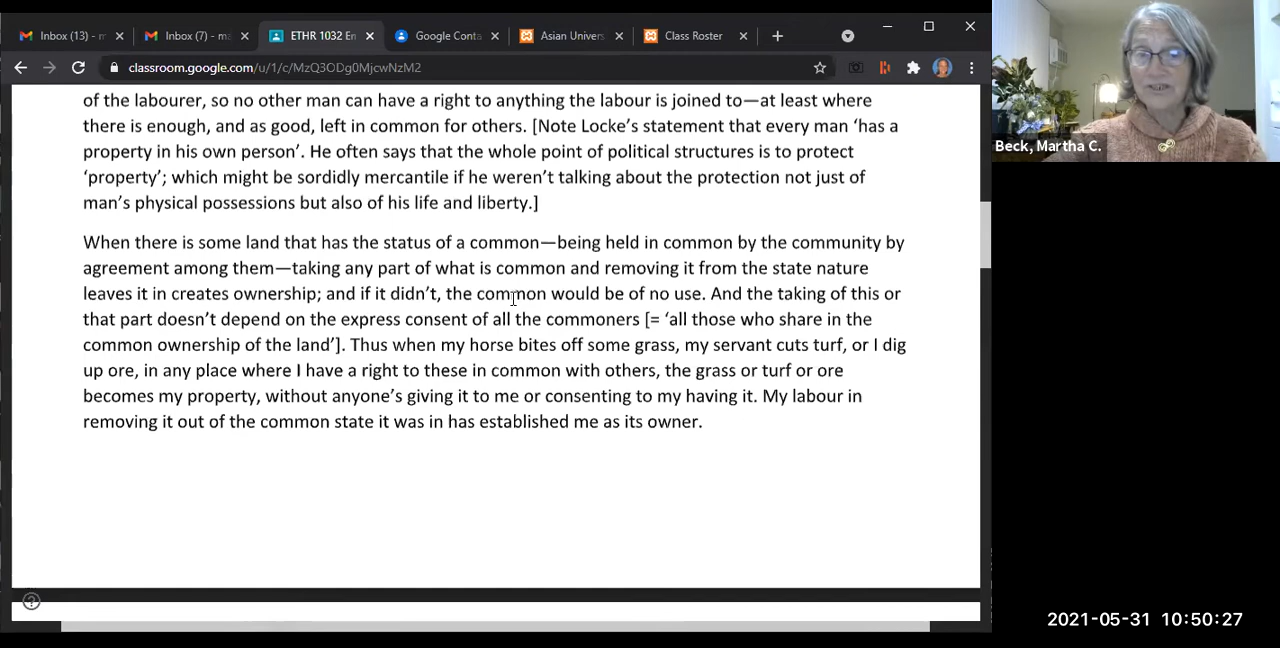 Inbox (13) - m
Inbox (7) - ma
ETHR 1032 En
Google Conta
Asian Univers
Class Roster
classroom.google.com/u/1/c/MzQ3ODg0MjcwNzM2
of the labourer, so no other man can have a right to anything the labour is joined to—at least where
there is enough, and as good, left in common for others. [Note Locke's statement that every man 'has a
property in his own person'. He often says that the whole point of political structures is to protect
'property'; which might be sordidly mercantile if he weren't talking about the protection not just of
man's physical possessions but also of his life and liberty.]
When there is some land that has the status of a common—being held in common by the community by
agreement among them—taking any part of what is common and removing it from the state nature
leaves it in creates ownership; and if it didn't, the common would be of no use. And the taking of this or
that part doesn't depend on the express consent of all the commoners [= 'all those who share in the
common ownership of the land']. Thus when my horse bites off some grass, my servant cuts turf, or I dig
up ore, in any place where I have a right to these in common with others, the grass or turf or ore
becomes my property, without anyone's giving it to me or consenting to my having it. My labour in
removing it out of the common state it was in has established me as its owner.
Beck, Martha C.
2021-05-31 10:50:27